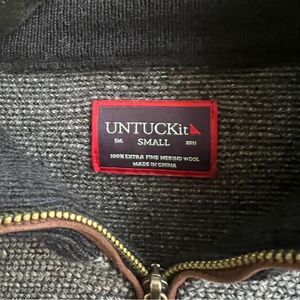 UNTUCKit
EST. SMALL 2011
100% EXTRA FINE MERINO WOOL
MADE IN CHINA